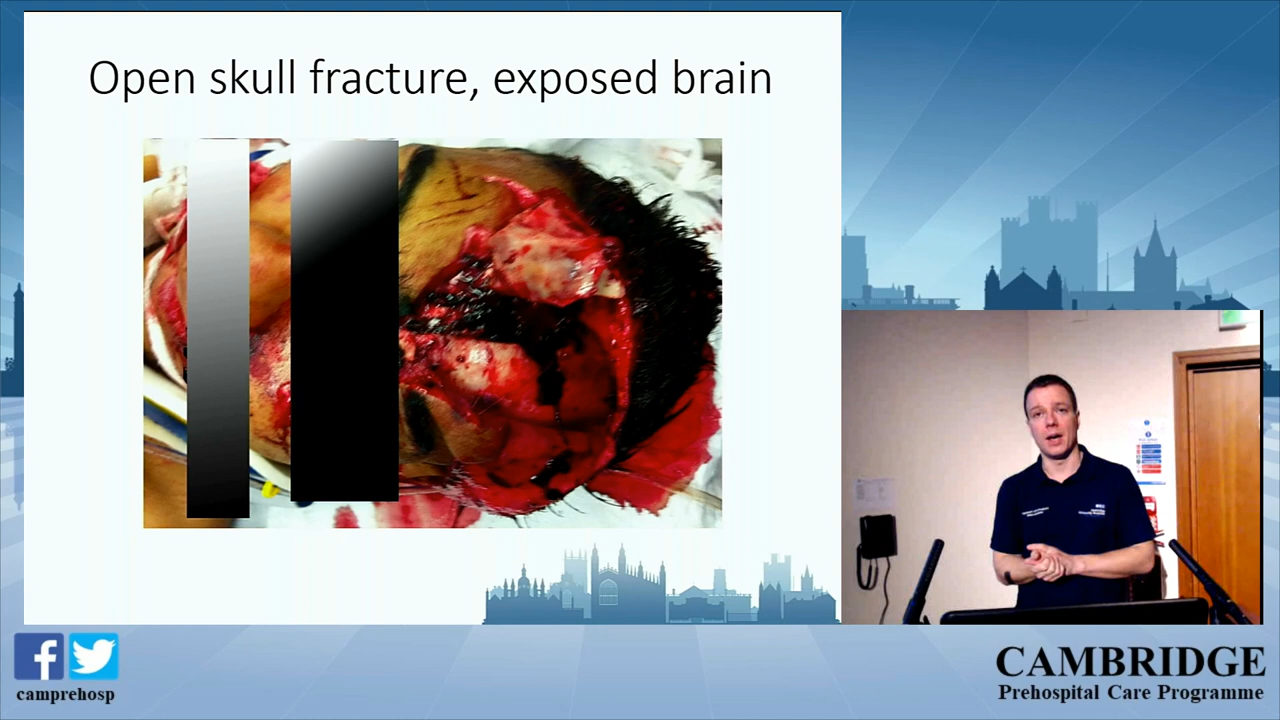 Open skull fracture, exposed brain
camprehosp
CAMBRIDGE
Prehospital Care Programme